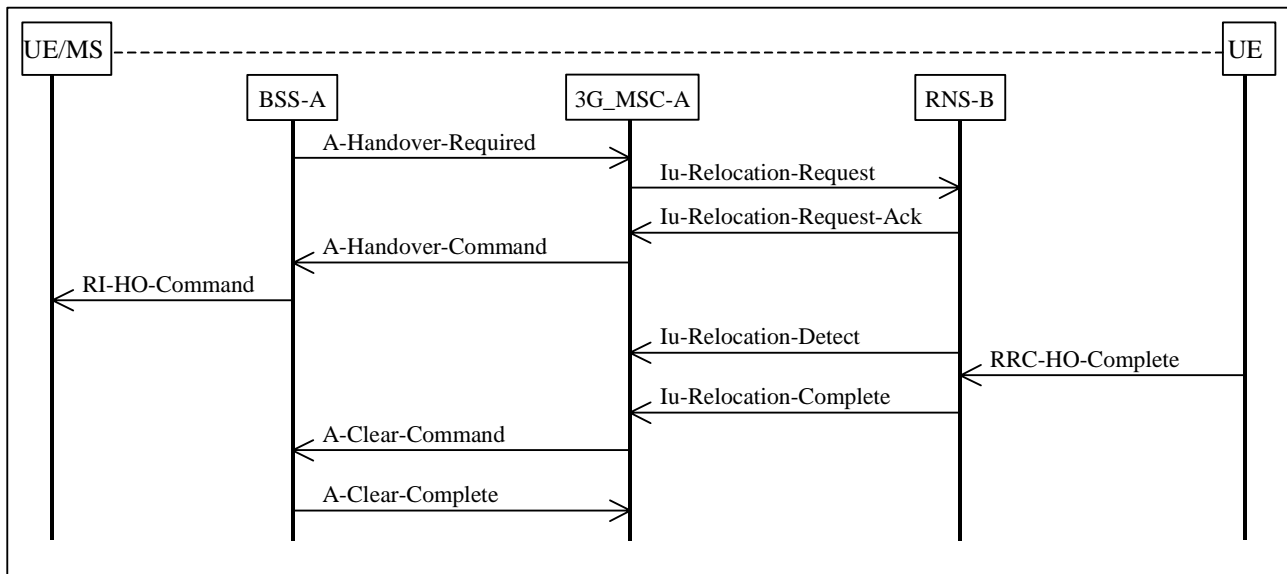 UE/MS
UE
BSS-A
3G_MSC-A
RNS-B
A-Handover-Required
Iu-Relocation-Request
Iu-Relocation-Request-Ack
A-Handover-Command
RI-HO-Command
Iu-Relocation-Detect
RRC-HO-Complete
Iu-Relocation-Complete
A-Clear-Command
A-Clear-Complete